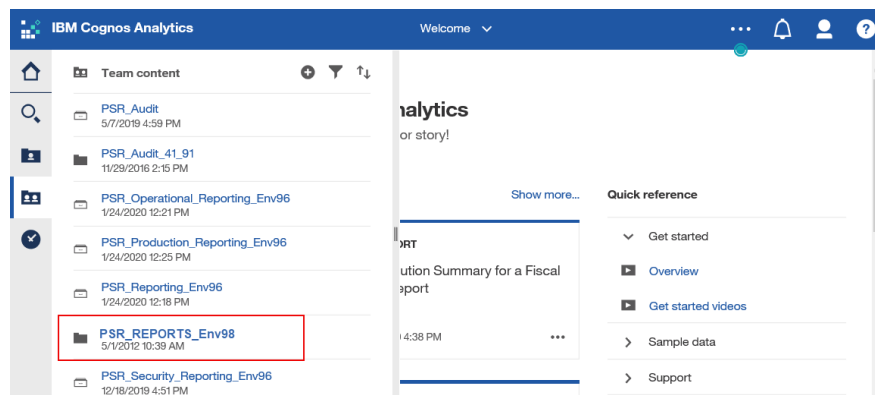 IBM Cognos Analytics
Welcome
?
Team content
PSR_Audit
5/7/2019 4:59 PM
PSR_Audit_41_91
11/29/2016 2:15 PM
PSR_Operational_Reporting_Env96
1/24/2020 12:21 PM
PSR_Production_Reporting_Env96
1/24/2020 12:25 PM
PSR_Reporting_Env96
1/24/2020 12:18 PM
PSR_REPORTS_Env98
5/1/2012 10:39 AM
PSR_Security_Reporting_Env96
12/18/2019 4:51 PM
nalytics
or story!
Show more...
ORT
ution Summary for a Fiscal
eport
4:38 PM
Quick reference
Get started
Overview
Get started videos
Sample data
Support